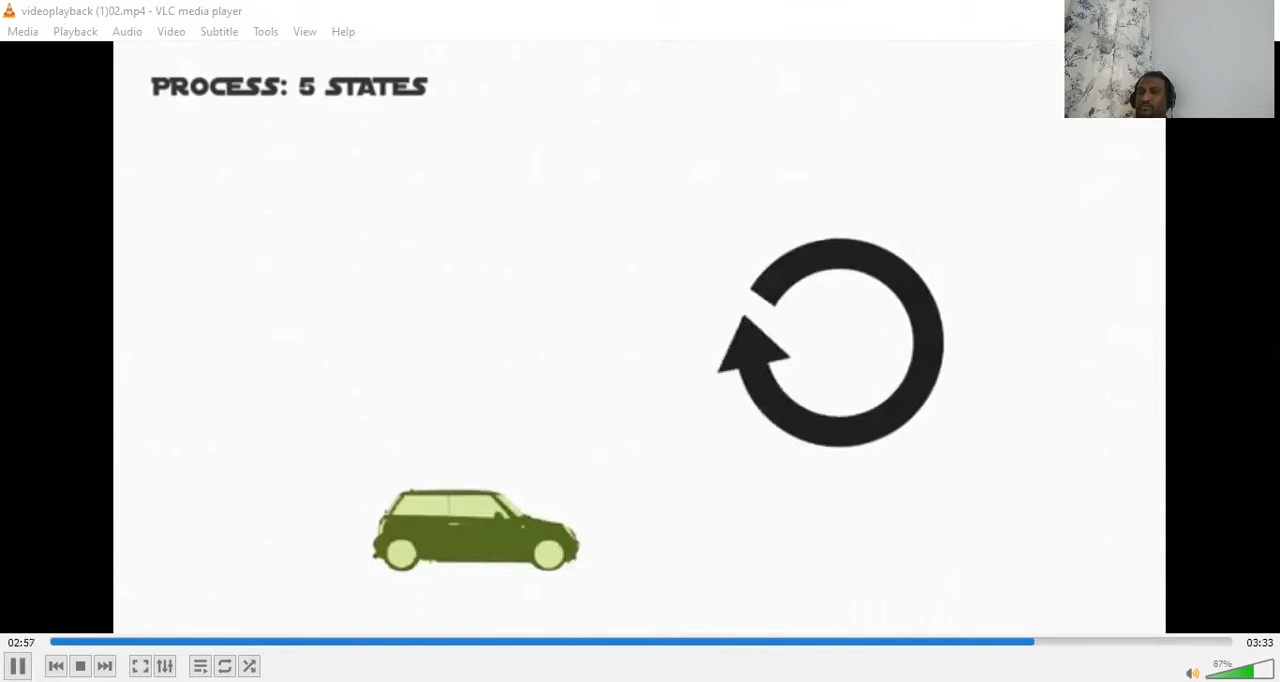 videoplayback (1)02.mp4 - VLC media player
Media Playback Audio Video Subtitle Tools View Help
PROCESS: 5 STATES
02:57
03:33
87%